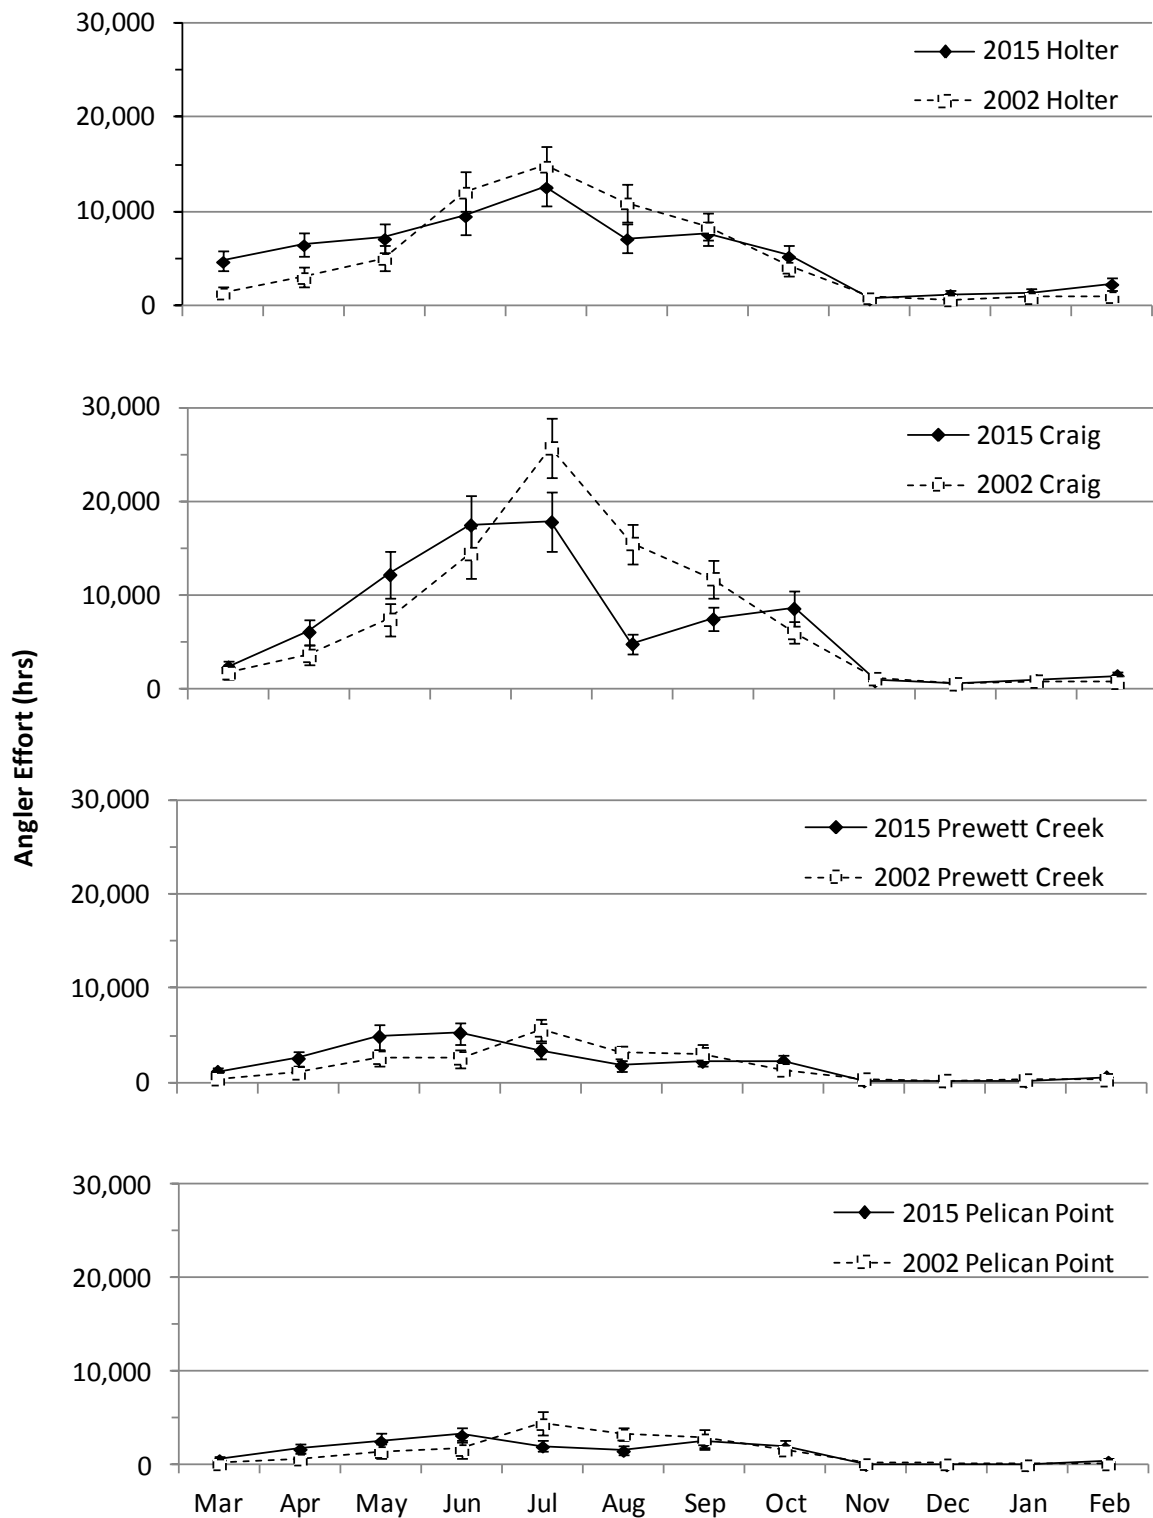 30,000
20,000
10,000
0
2015 Holter
2002 Holter
30,000
20,000
10,000
0
2015 Craig
2002 Craig
Angler Effort (hrs)
30,000
20,000
10,000
0
2015 Prewett Creek
2002 Prewett Creek
30,000
20,000
10,000
0
2015 Pelican Point
2002 Pelican Point
Mar Apr May Jun Jul Aug Sep Oct Nov Dec Jan Feb